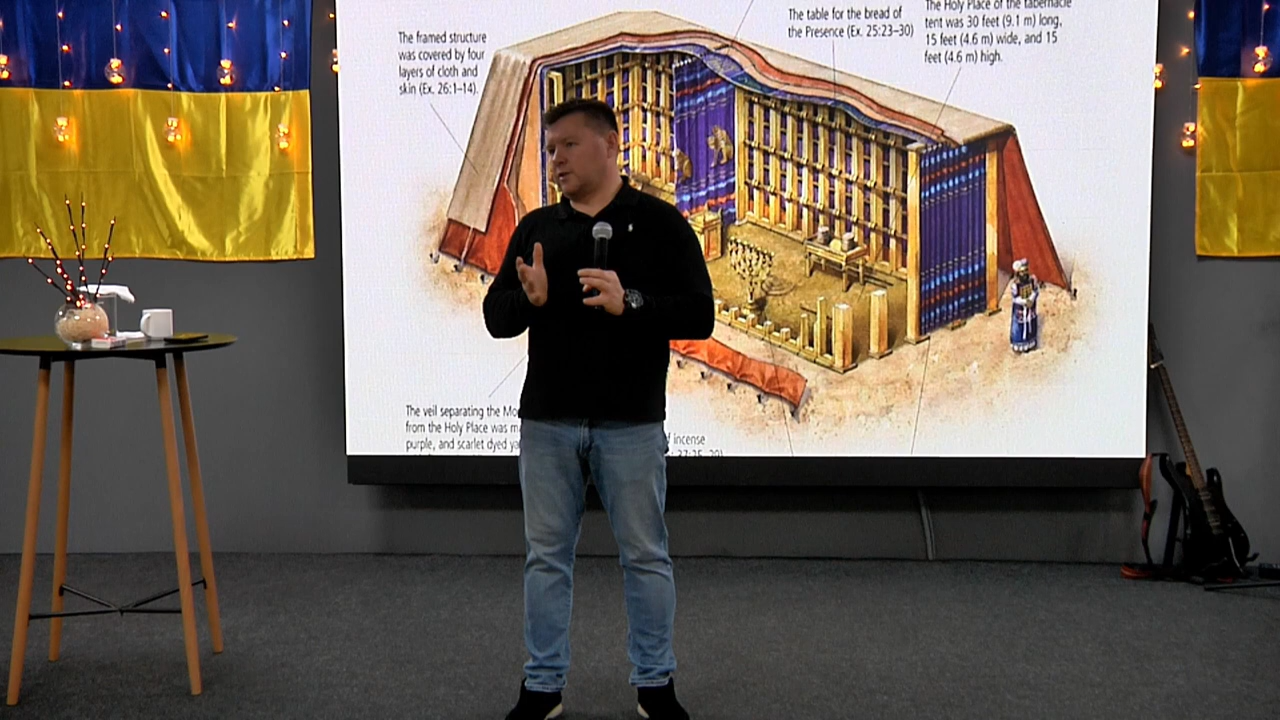 The framed structure
was covered by four
layers of cloth and
skin (Ex. 26:1–14).
The table for the bread of
the Presence (Ex. 25:23–30)
The Holy Place of the tabernacle
tent was 30 feet (9.1 m) long,
15 feet (4.6 m) wide, and 15
feet (4.6 m) high.
The veil separating the
from the Holy Place was
purple, and scarlet dyed
incense